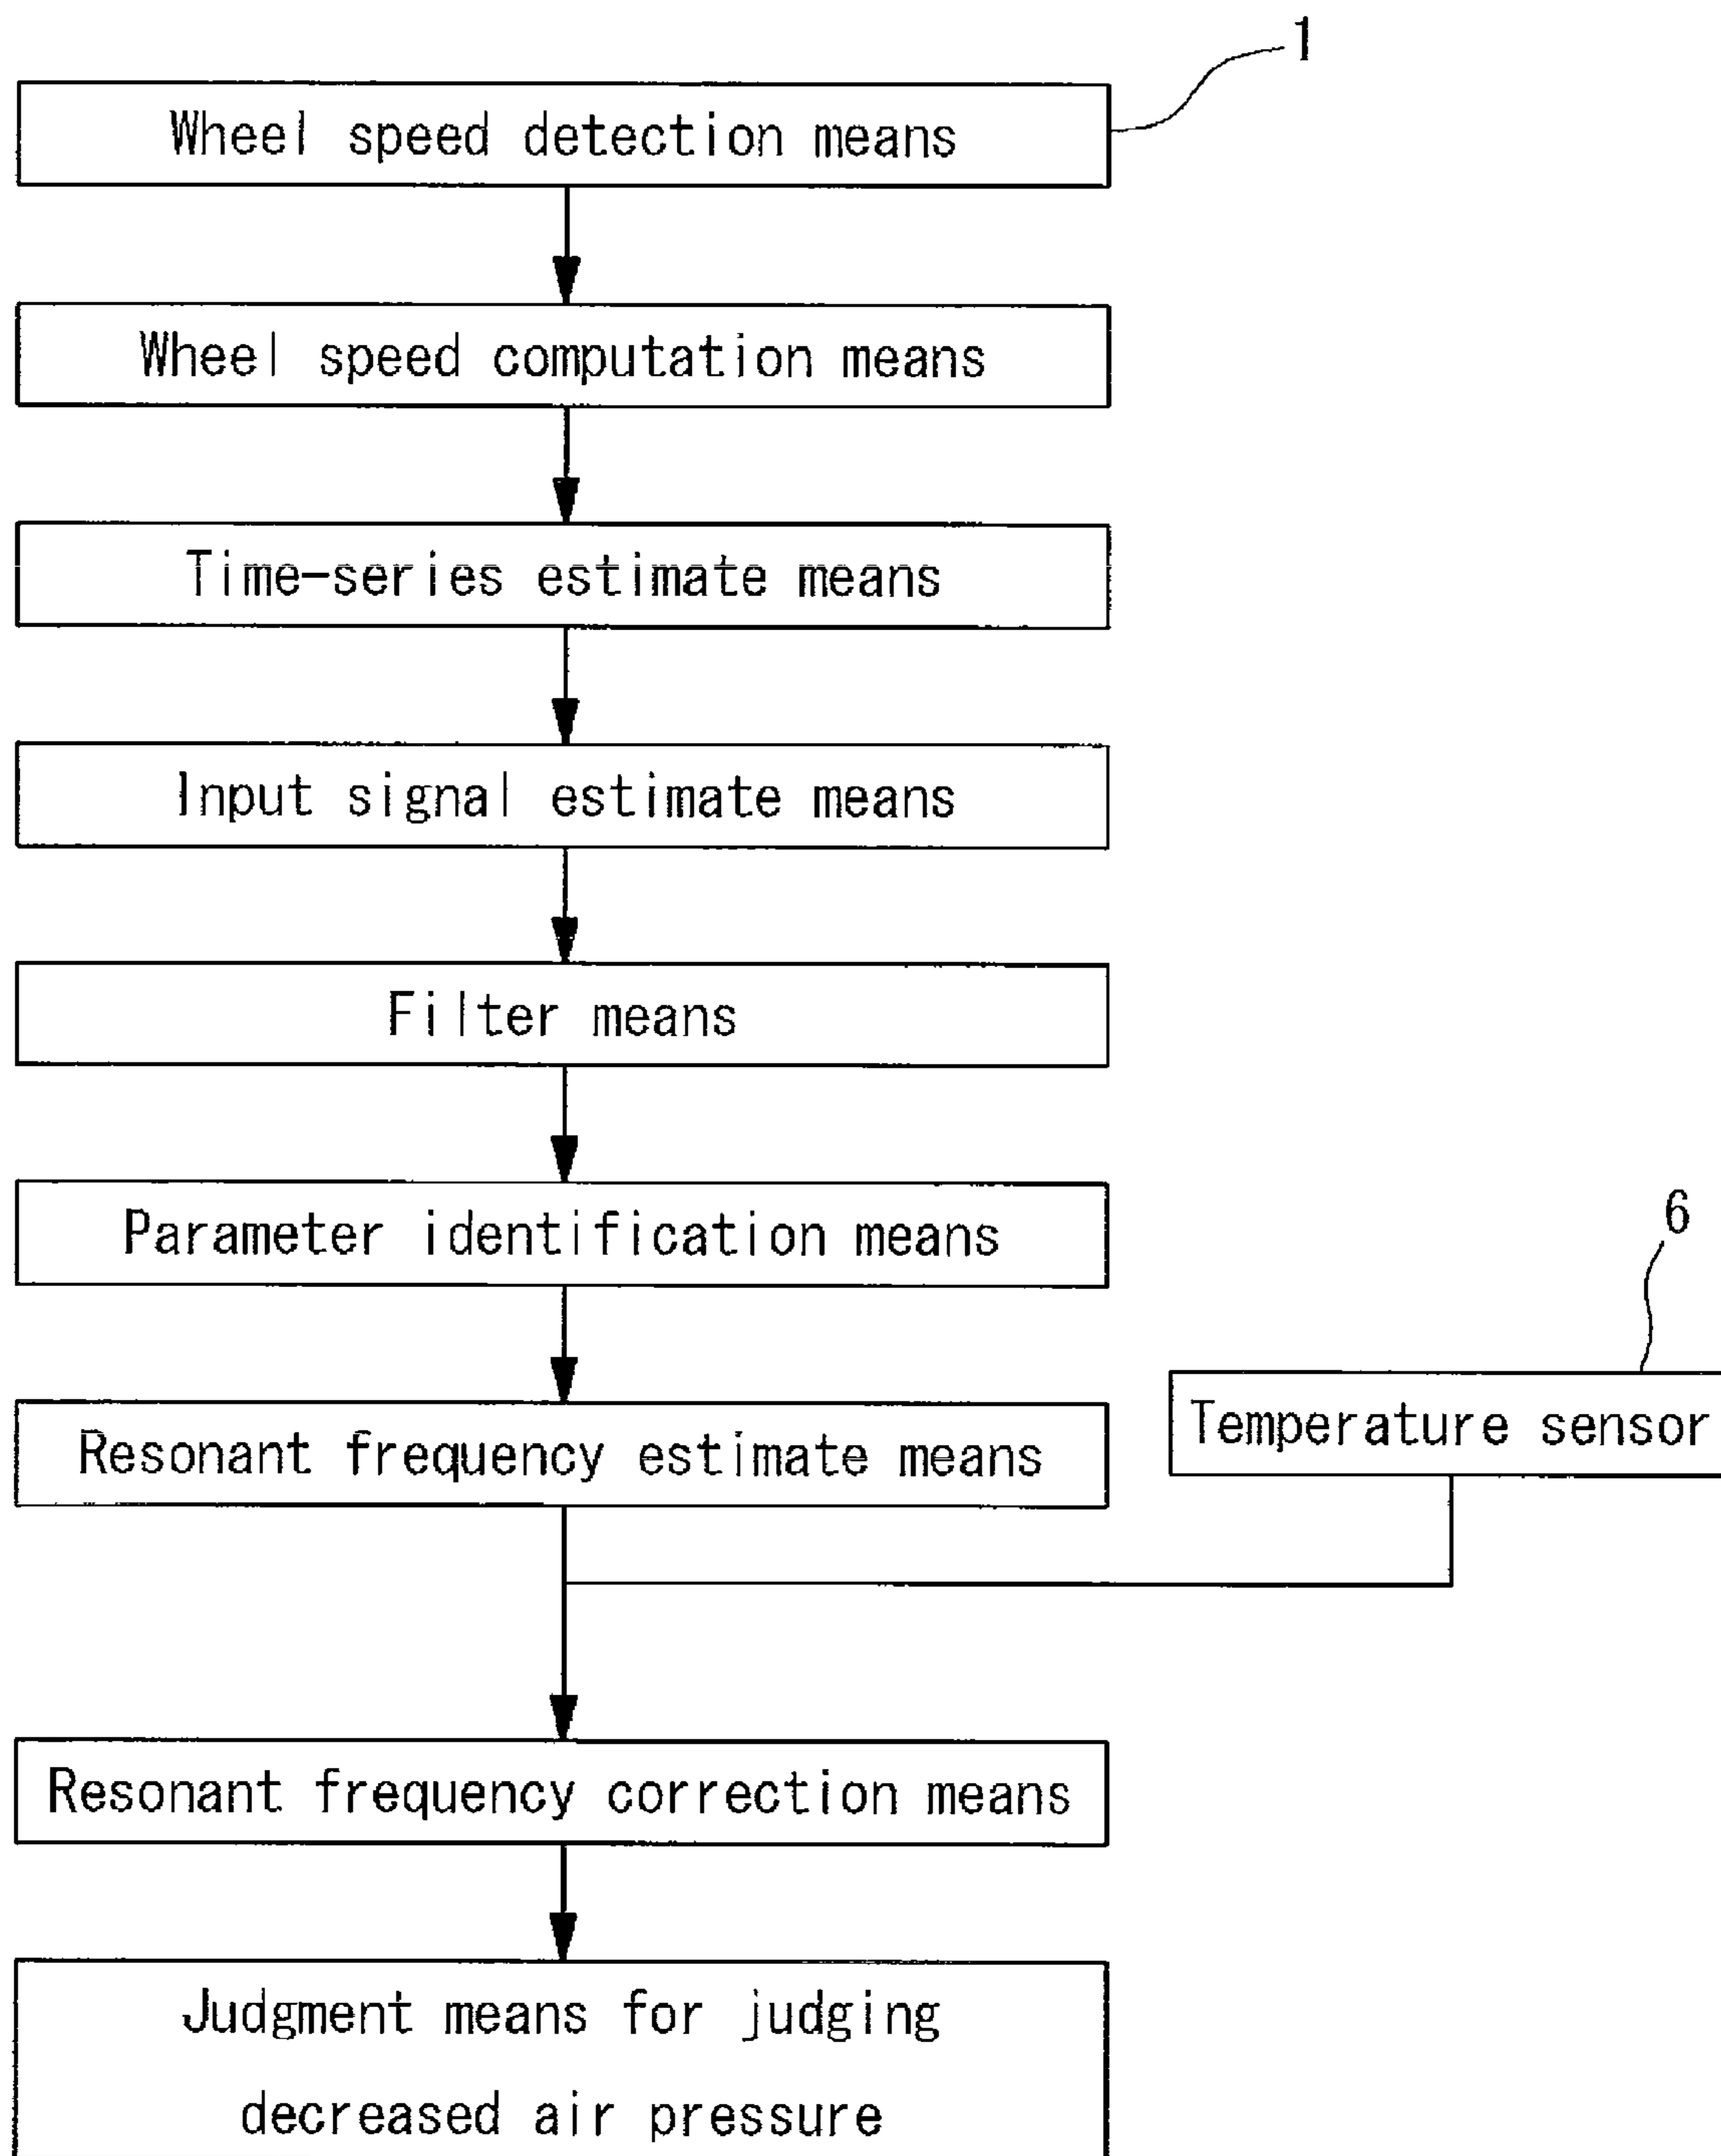 1
Wheel speed detection means
Wheel speed computation means
Time-series estimate means
Input signal estimate means
Filter means
Parameter identification means
6
Resonant frequency estimate means
Temperature sensor
Resonant frequency correction means
Judgment means for judging
decreased air pressure